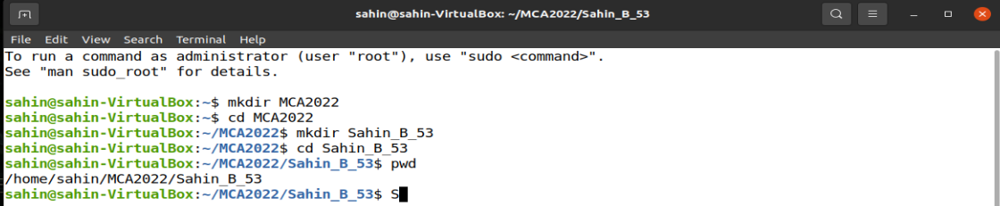 sahin@sahin-VirtualBox: ~/MCA2022/Sahin_B_53
File Edit View Search Terminal Help
To run a command as administrator (user "root"), use "sudo <command>".
See "man sudo_root" for details.
sahin@sahin-VirtualBox:~$ mkdir MCA2022
sahin@sahin-VirtualBox:~$ cd MCA2022
sahin@sahin-VirtualBox:~/MCA2022$ mkdir Sahin_B_53
sahin@sahin-VirtualBox:~/MCA2022$ cd Sahin_B_53
sahin@sahin-VirtualBox:~/MCA2022/Sahin_B_53$ pwd
/home/sahin/MCA2022/Sahin_B_53
sahin@sahin-VirtualBox:~/MCA2022/Sahin_B_53$ S